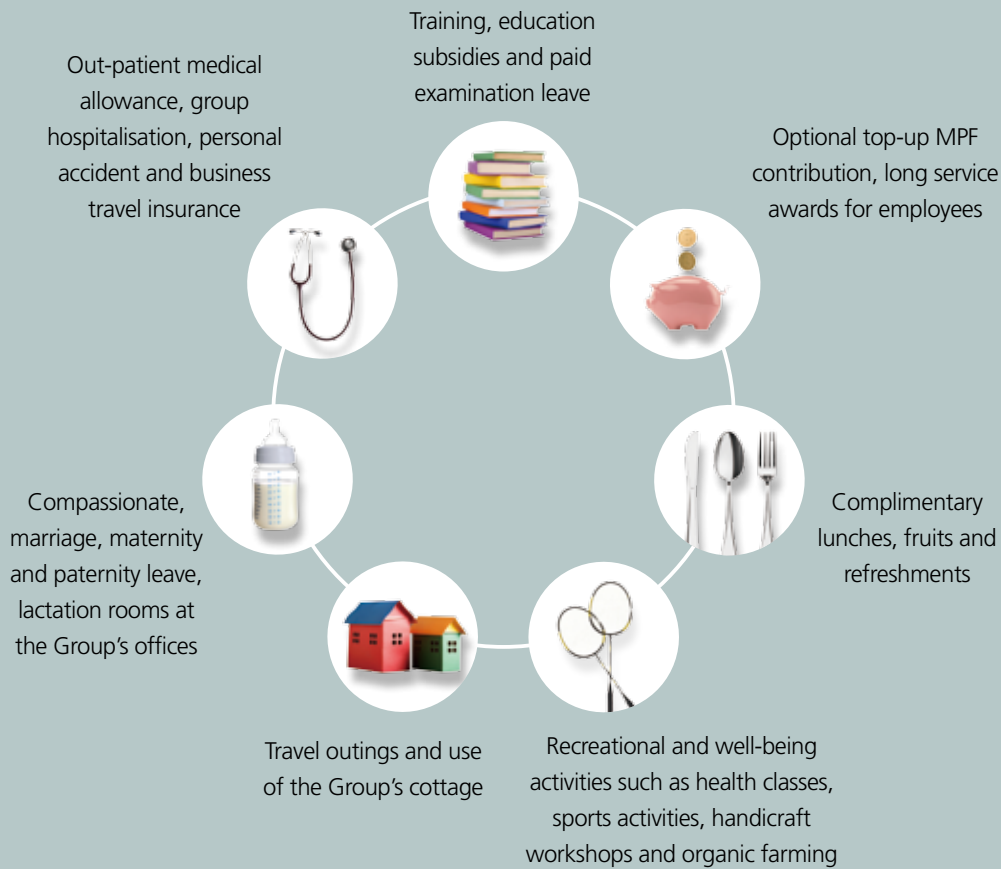 Training, education
subsidies and paid
examination leave
Out-patient medical
allowance, group
hospitalisation, personal
accident and business
travel insurance
Optional top-up MPF
contribution, long service
awards for employees
Compassionate,
marriage, maternity
and paternity leave,
lactation rooms at
the Group's offices
Complimentary
lunches, fruits and
refreshments
Travel outings and use
of the Group's cottage
Recreational and well-being
activities such as health classes,
sports activities, handicraft
workshops and organic farming